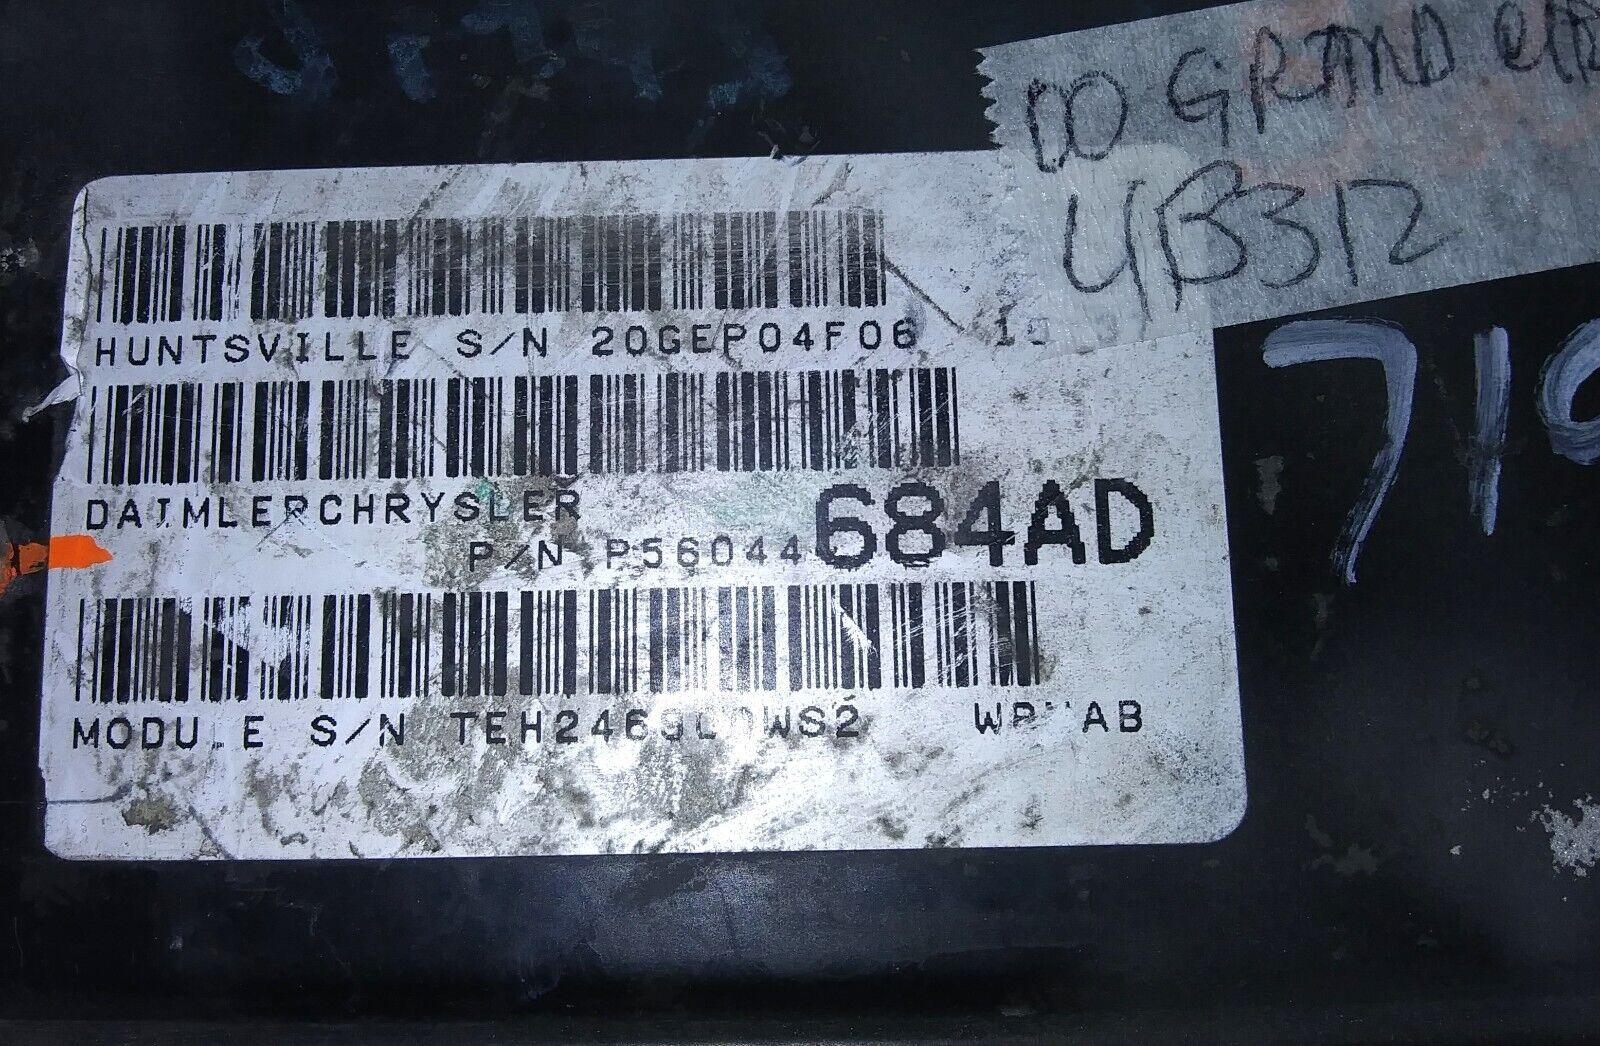 00 GRAND
4B312
HUNTSVILLE S/N 20GEP04F06
DAIMLERCHRYSLER
P/N P56044684AD
MODULE S/N